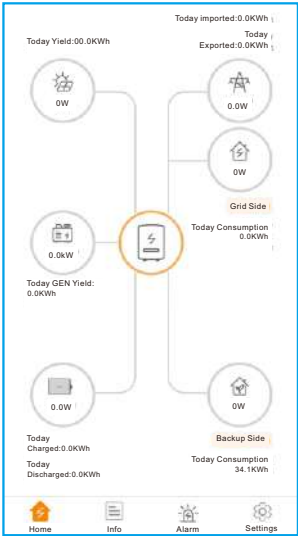 Today imported:0.0KWh
Today Yield:00.0KWh
Today
Exported:0.0KWh
0W
0.0W
0W
Grid Side
Today Consumption
0.0KWh
0.0kW
Today GEN Yield:
0.0KWh
0.0W
0W
Today
Charged:0.0KWh
Backup Side
Today
Discharged:0.0KWh
Today Consumption
34.1KWh
Home
Info
Alarm
Settings